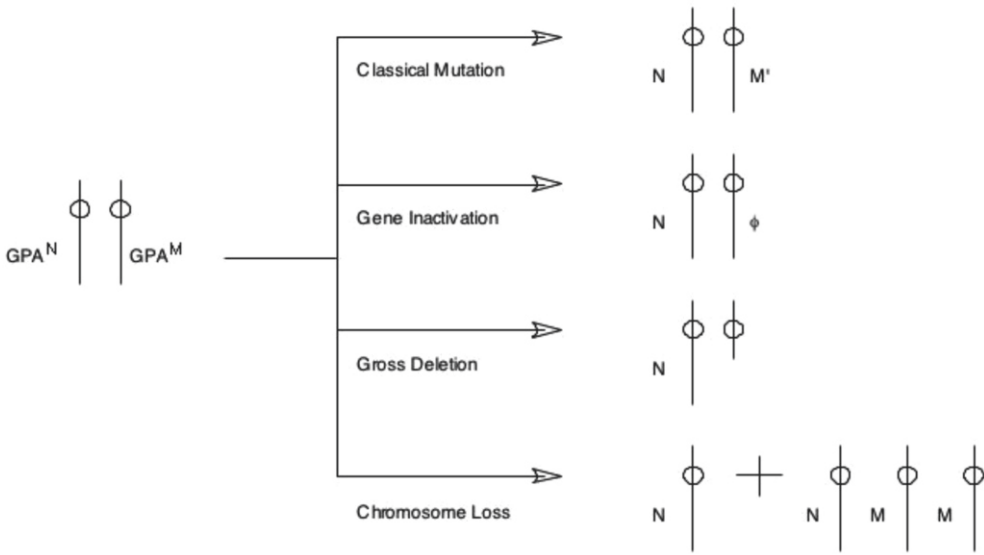 Classical Mutation
N M'
Gene Inactivation
N ϕ
GPA^N GPA^M
Gross Deletion
N
Chromosome Loss
N + N M M